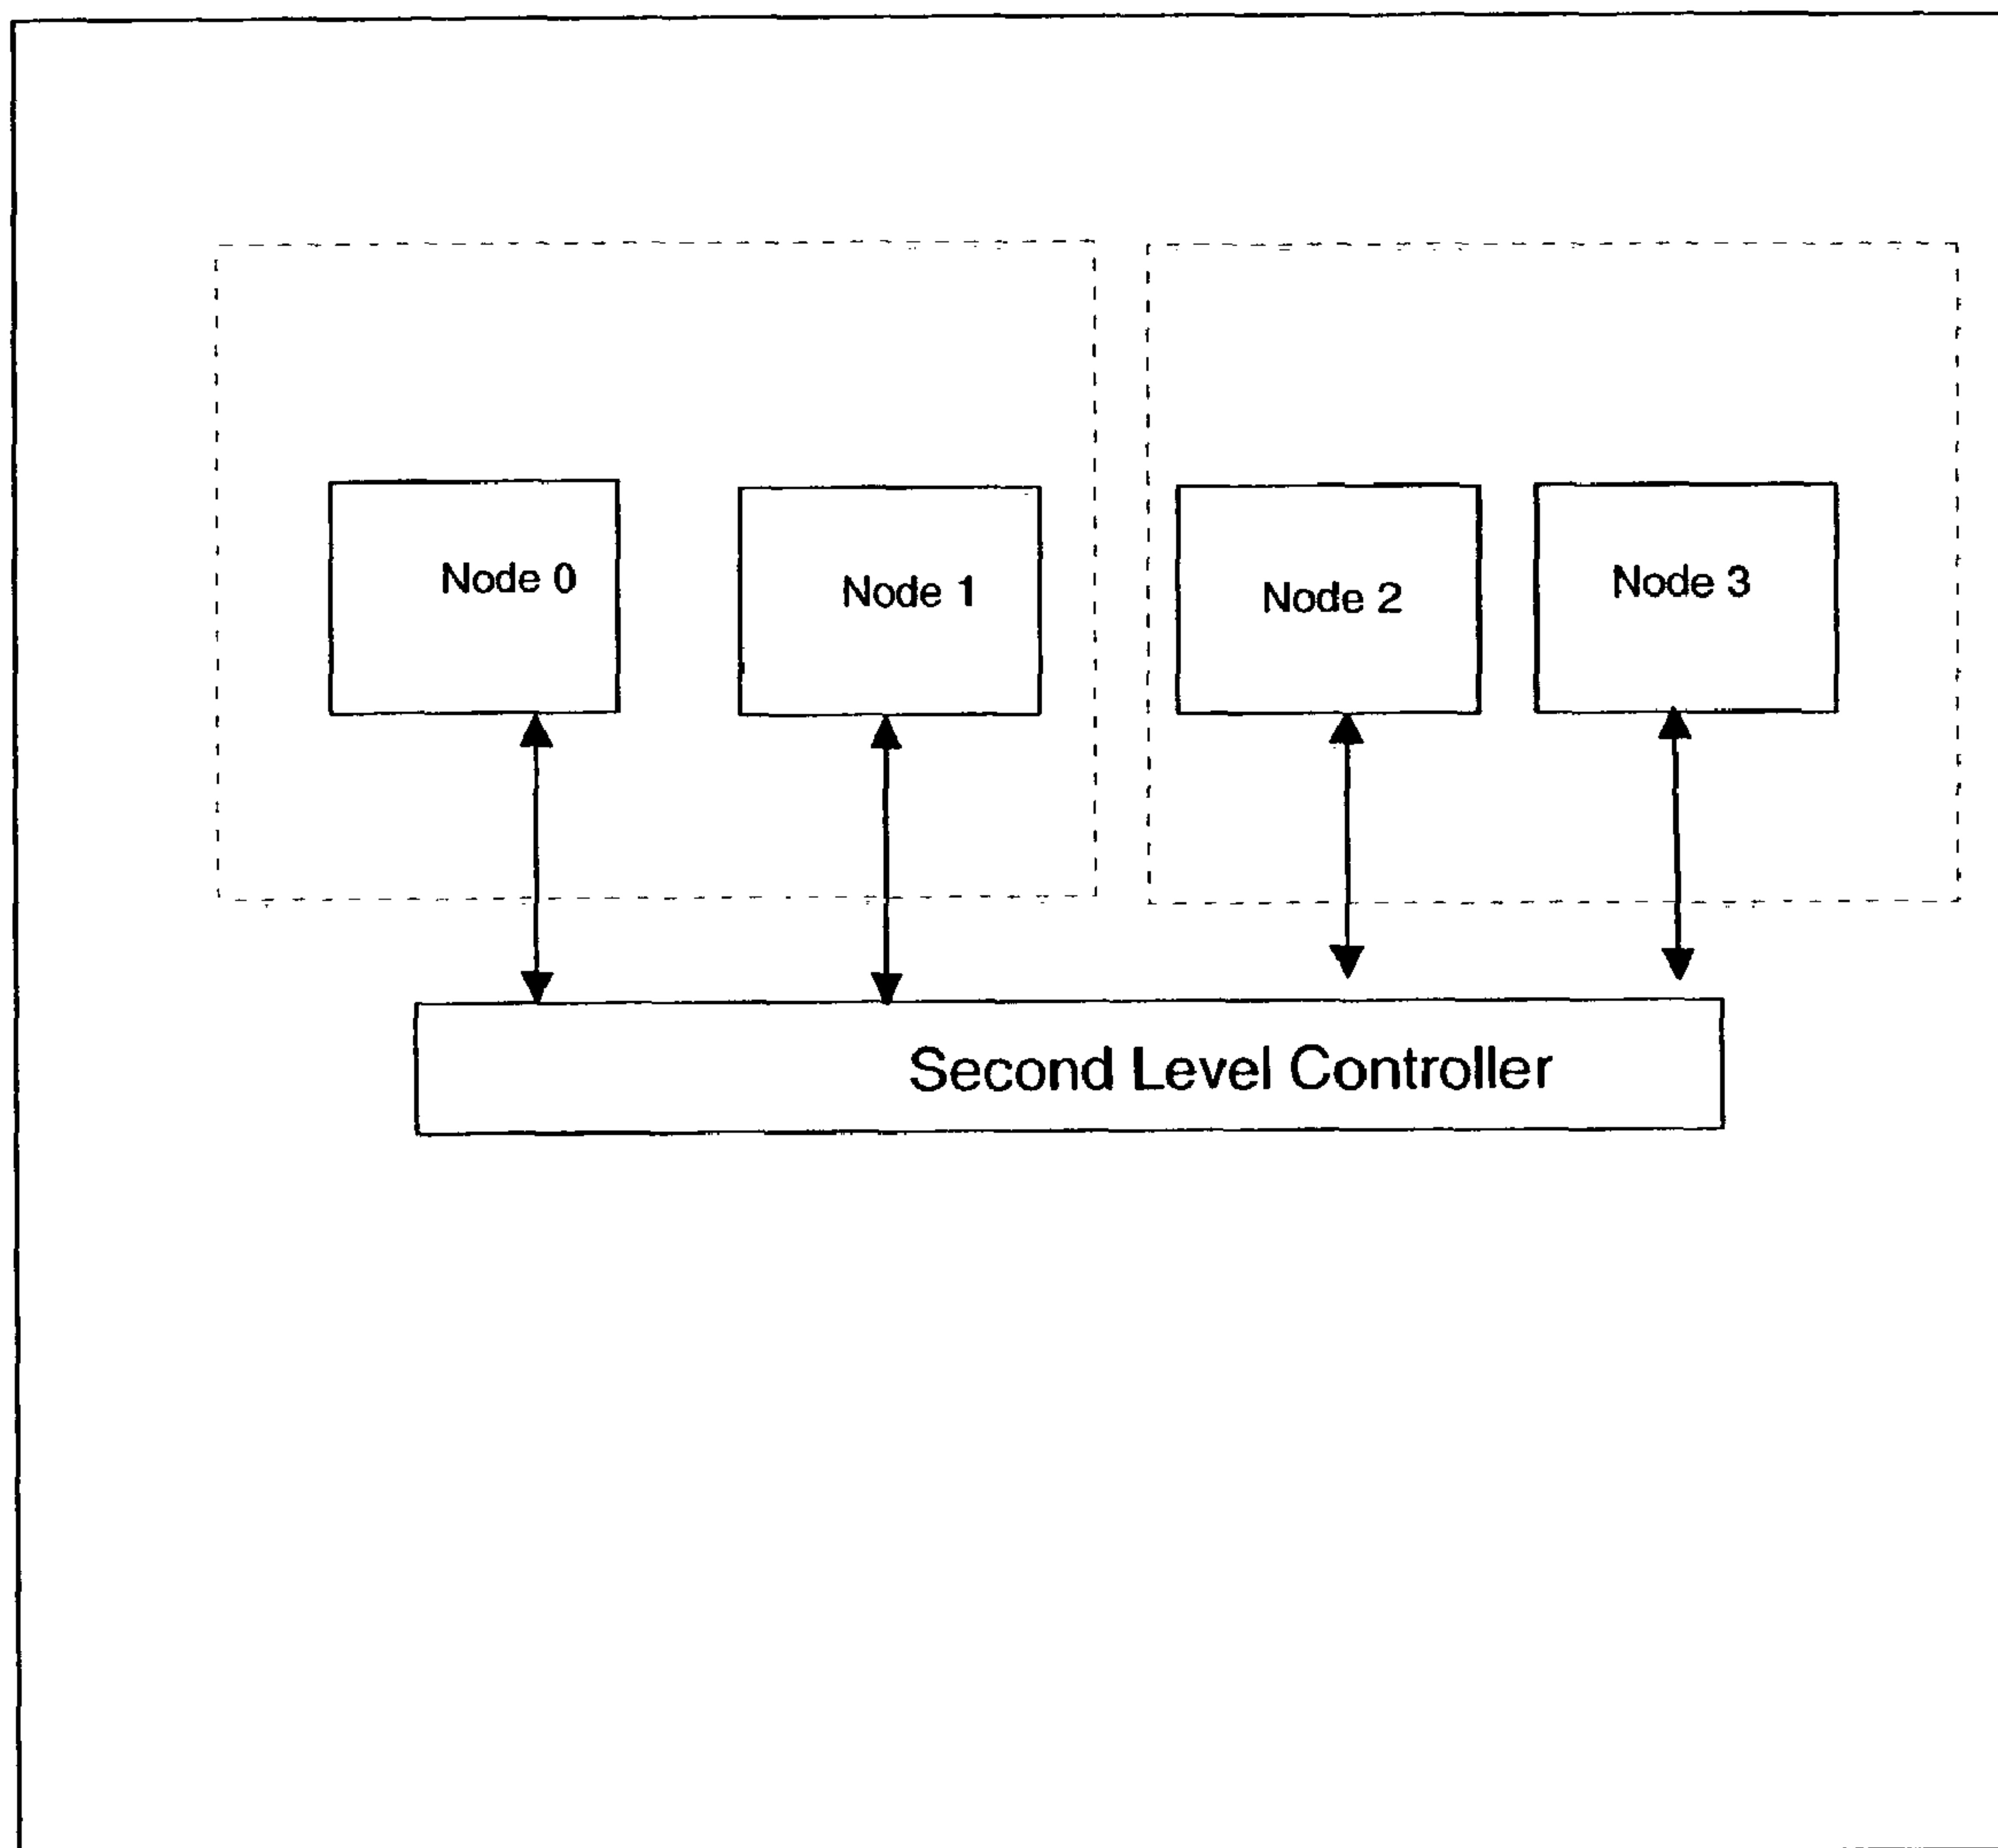 Node 0
Node 1
Node 2
Node 3
Second Level Controller